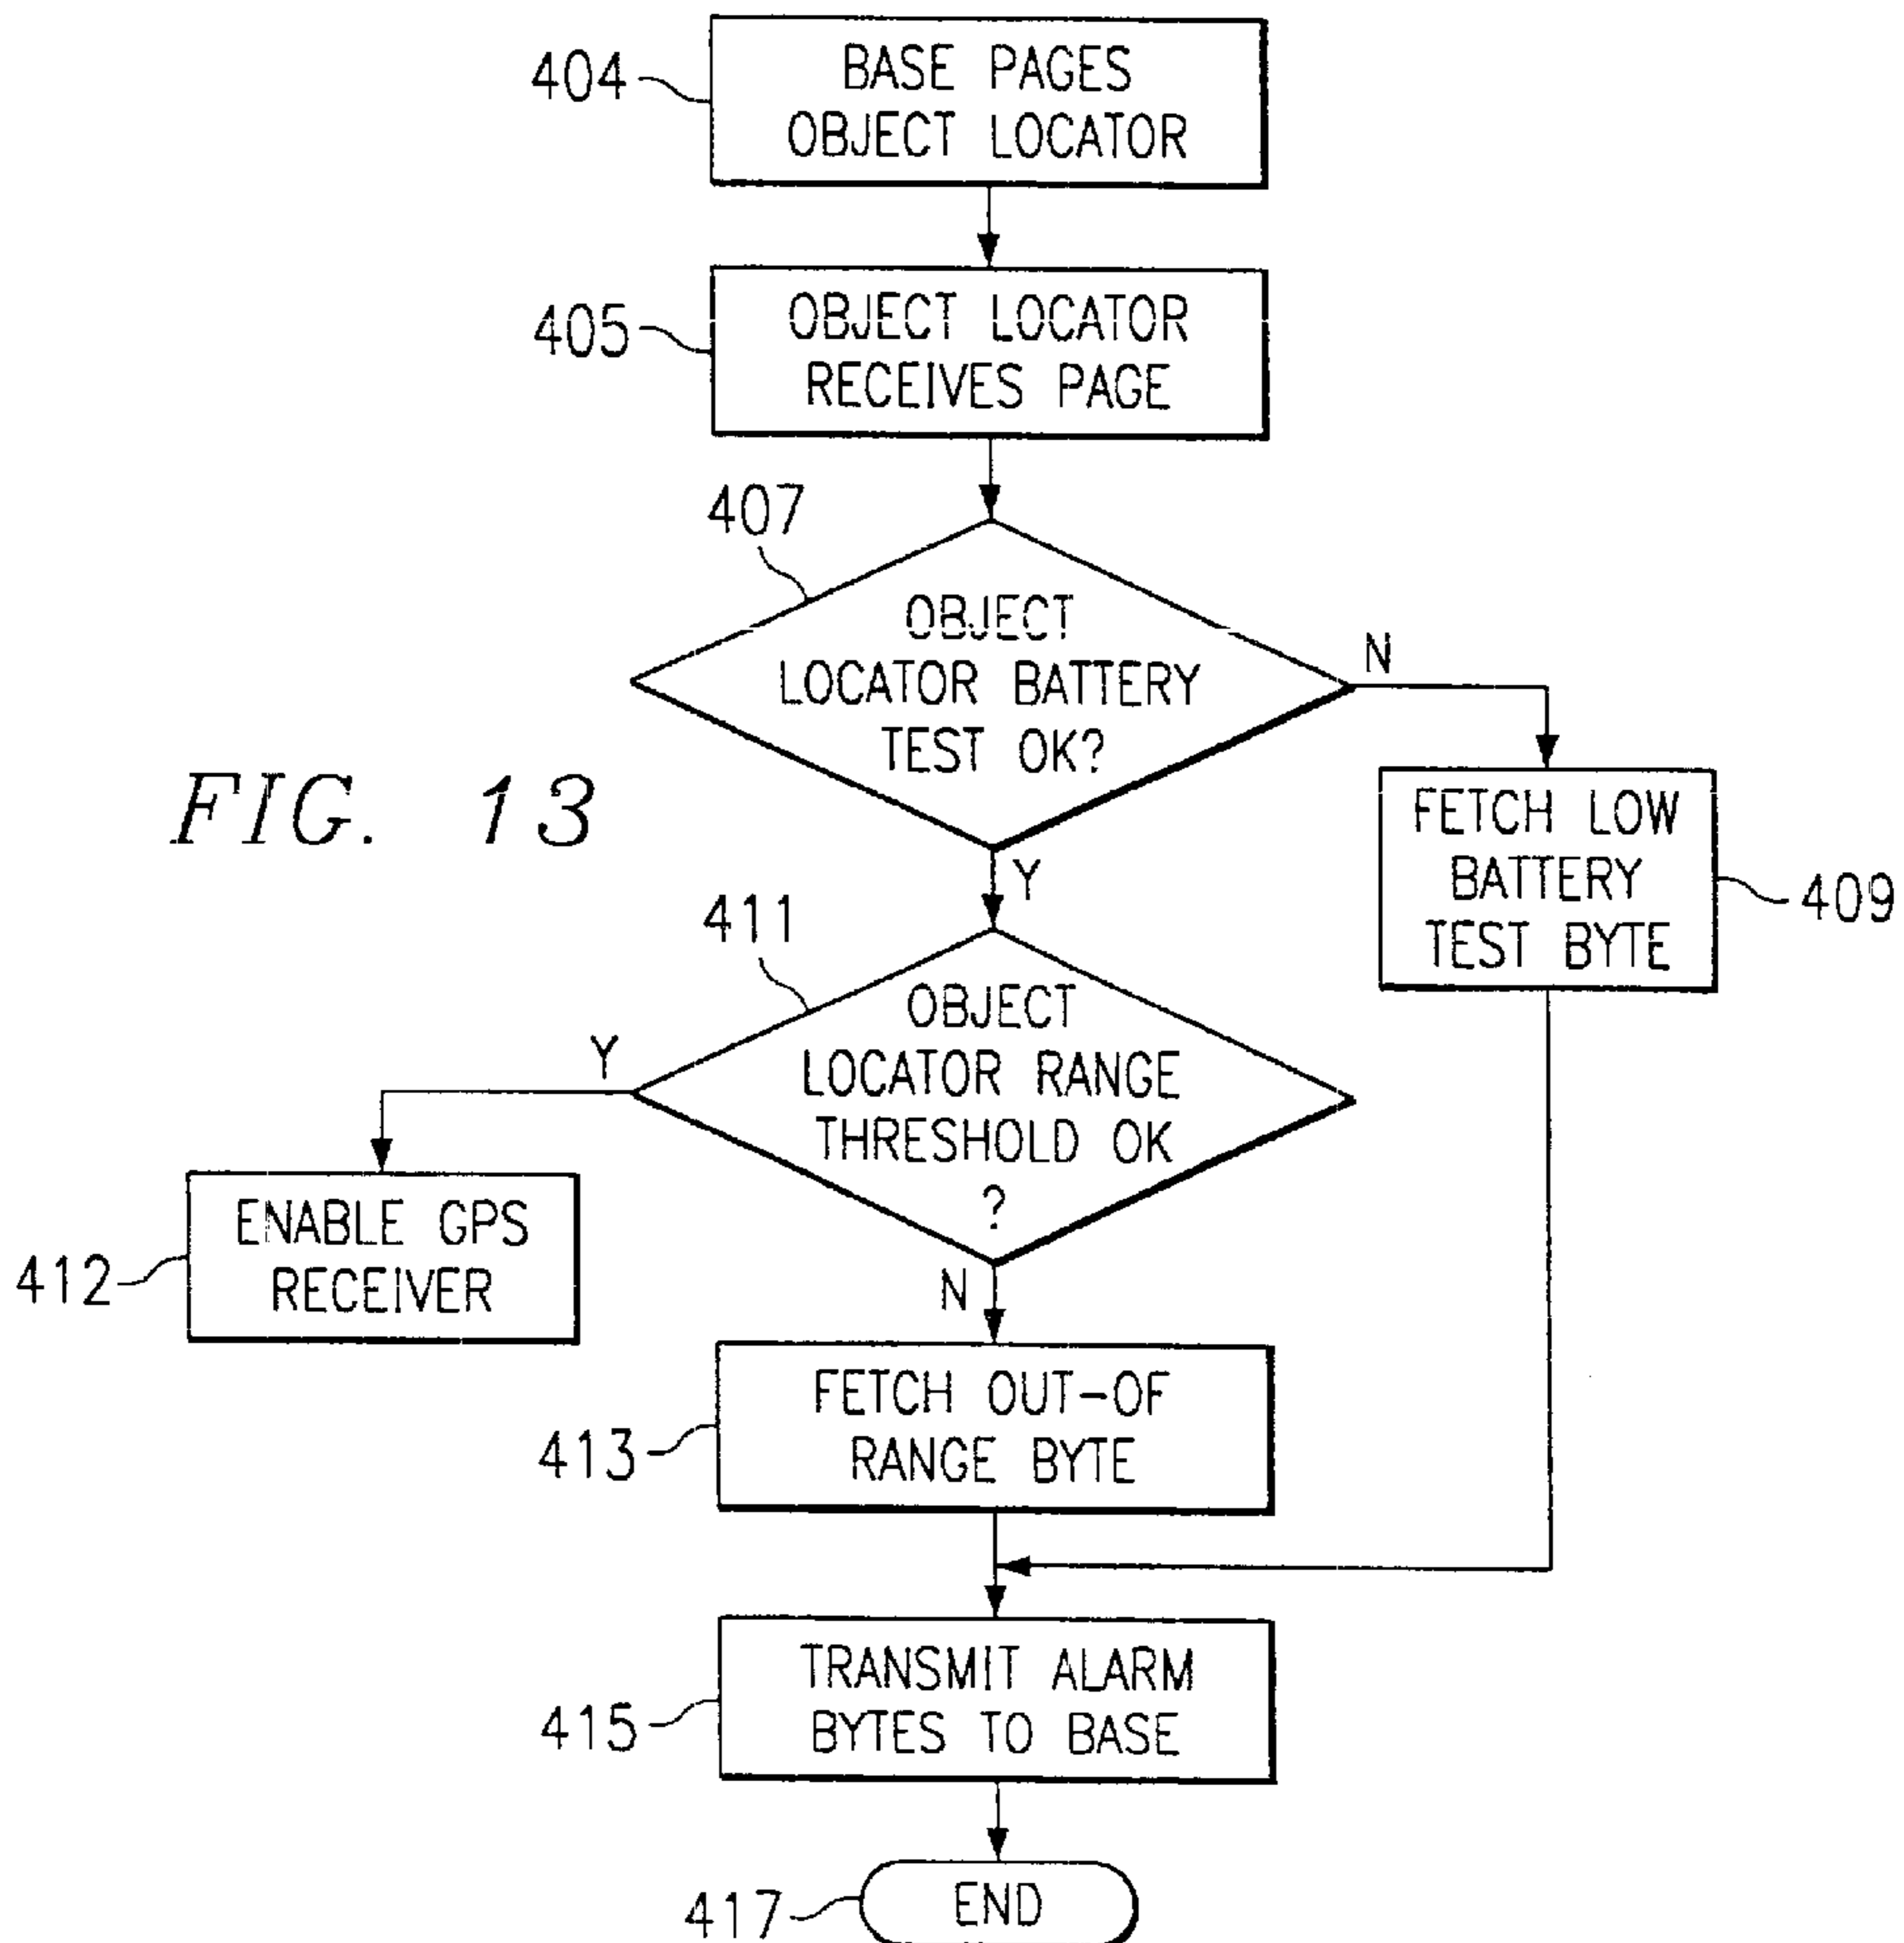 404
BASE PAGES
OBJECT LOCATOR
405
OBJECT LOCATOR
RECEIVES PAGE
407
OBJECT
LOCATOR BATTERY
TEST OK?
N
FIG. 13
FETCH LOW
BATTERY
TEST BYTE
409
Y
411
OBJECT
LOCATOR RANGE
THRESHOLD OK
?
Y
ENABLE GPS
RECEIVER
412
N
FETCH OUT-OF
RANGE BYTE
413
TRANSMIT ALARM
BYTES TO BASE
415
END
417